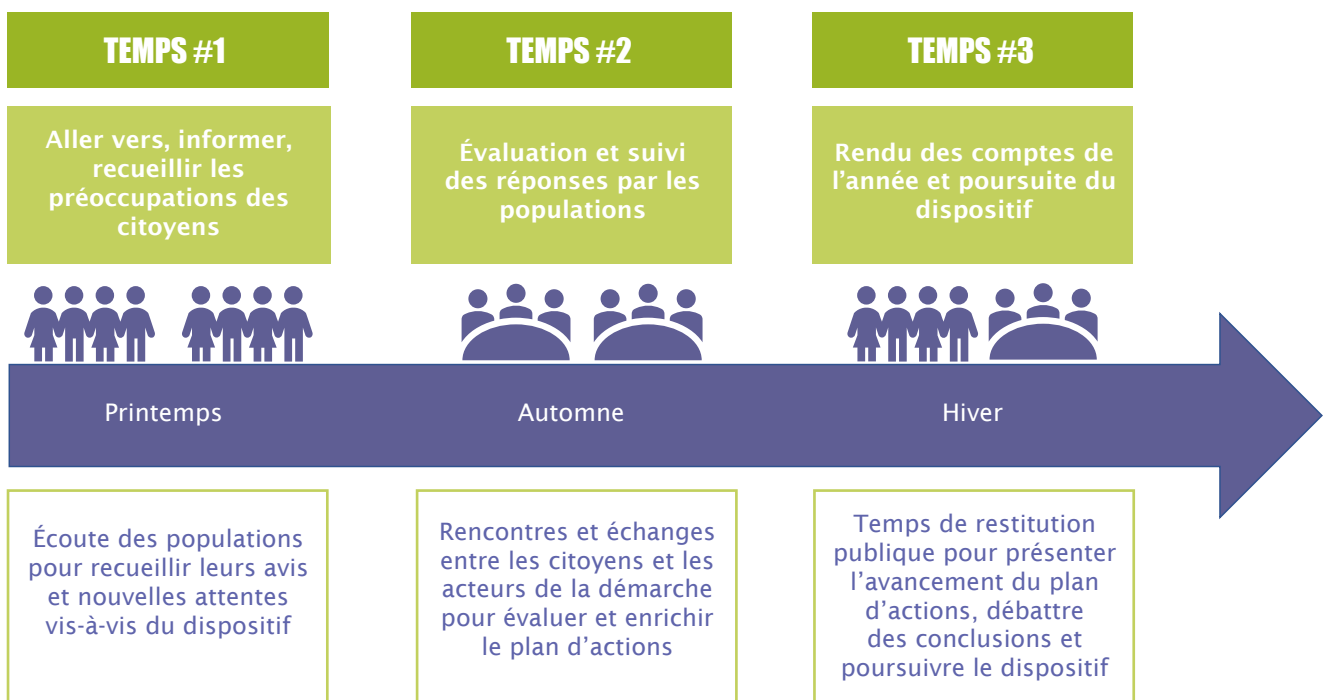 TEMPS #1
Aller vers, informer,
recueillir les
préoccupations des
citoyens
TEMPS #2
Évaluation et suivi
des réponses par les
populations
TEMPS #3
Rendu des comptes de
l’année et poursuite du
dispositif
Printemps
Automne
Hiver
Écoute des populations
pour recueillir leurs avis
et nouvelles attentes
vis-à-vis du dispositif
Rencontres et échanges
entre les citoyens et les
acteurs de la démarche
pour évaluer et enrichir
le plan d’actions
Temps de restitution
publique pour présenter
l’avancement du plan
d’actions, débattre
des conclusions et
poursuivre le dispositif